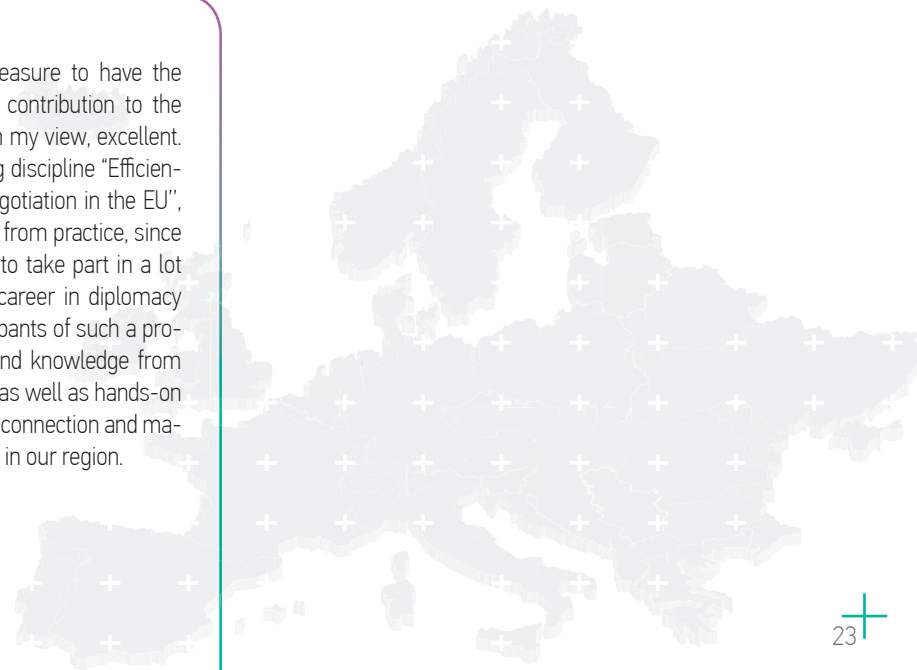 easure to have the
contribution to the
my view, excellent.
g discipline “Efficien-
gotiation in the EU’’,
from practice, since
to take part in a lot
career in diplomacy
pants of such a pro-
nd knowledge from
as well as hands-on
connection and ma-
in our region.
23